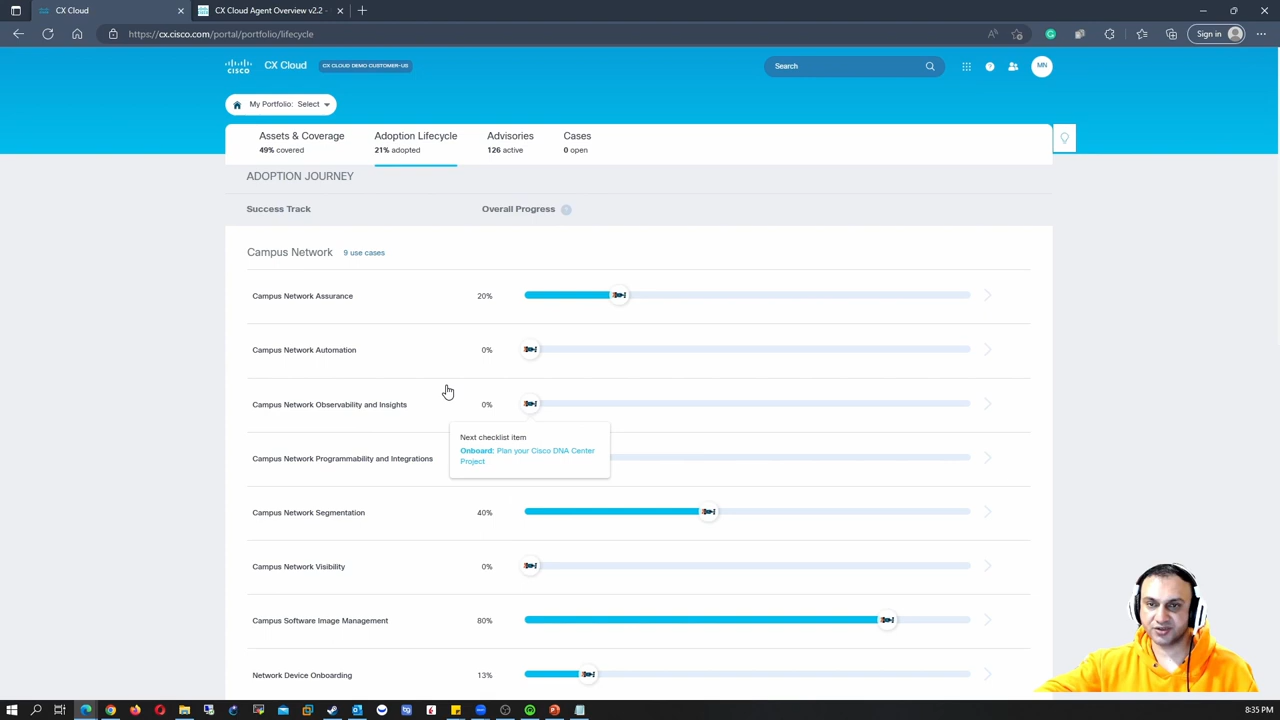 CX Cloud
CX Cloud Agent Overview v2.2 -
https://cx.cisco.com/portal/portfolio/lifecycle
Sign in
CISCO
CX Cloud
CX CLOUD DEMO CUSTOMER-US
Search
MN
My Portfolio: Select
Assets & Coverage
49% covered
Adoption Lifecycle
21% adopted
Advisories
126 active
Cases
0 open
ADOPTION JOURNEY
Success Track
Overall Progress
Campus Network
9 use cases
Campus Network Assurance
20%
Campus Network Automation
0%
Campus Network Observability and Insights
0%
Next checklist item
Onboard: Plan your Cisco DNA Center
Project
Campus Network Programmability and Integrations
Campus Network Segmentation
40%
Campus Network Visibility
0%
Campus Software Image Management
80%
Network Device Onboarding
13%
8:35 PM